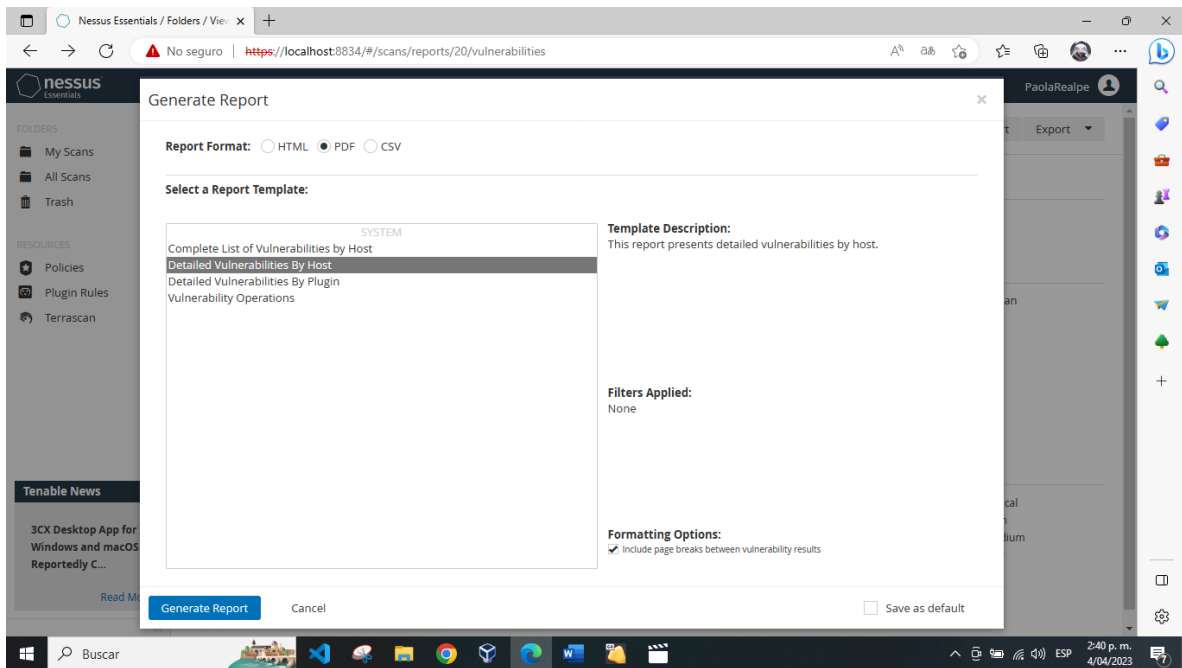 Nessus Essentials / Folders / Viev
No seguro
https://localhost:8834/#/scans/reports/20/vulnerabilities
nessus
Essentials
PaolaRealpe
FOLDERS
My Scans
All Scans
Trash
RESOURCES
Policies
Plugin Rules
Terrascan
Tenable News
3CX Desktop App for
Windows and macOS
Reportedly C...
Export
Generate Report
Report Format: HTML PDF CSV
Select a Report Template:
SYSTEM
Complete List of Vulnerabilities by Host
Detailed Vulnerabilities By Host
Detailed Vulnerabilities By Plugin
Vulnerability Operations
Template Description:
This report presents detailed vulnerabilities by host.
Filters Applied:
None
Formatting Options:
Include page breaks between vulnerability results
Generate Report
Cancel
Save as default
Buscar
ESP
2:40 p. m.
4/04/2023